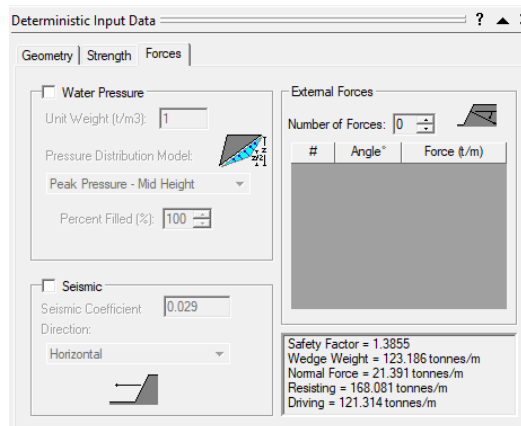 Deterministic Input Data
?
Geometry
Strength
Forces
Water Pressure
Unit Weight (t/m3):
1
Pressure Distribution Model:
z
z/2
Peak Pressure - Mid Height
Percent Filled (%):
100
Seismic
Seismic Coefficient
0.029
Direction:
Horizontal
External Forces
Number of Forces:
0
#
Angle°
Force (t/m)
Safety Factor = 1.3855
Wedge Weight = 123.186 tonnes/m
Normal Force = 21.391 tonnes/m
Resisting = 168.081 tonnes/m
Driving = 121.314 tonnes/m